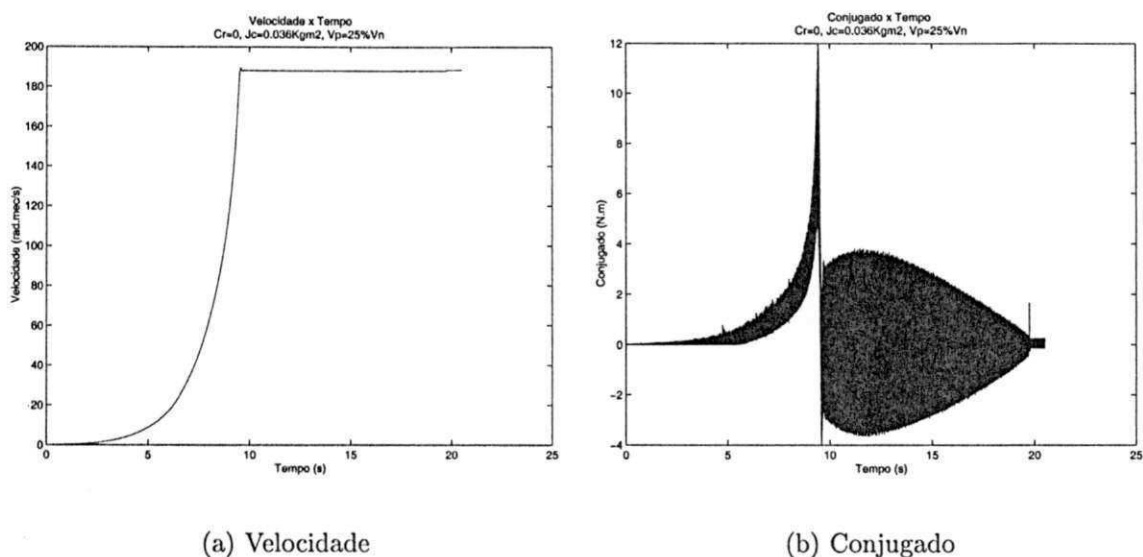 Velocidade x Tempo
Cr=0, Jc=0.036Kgm2, Vp=25%Vn
200
180
160
140
120
100
80
60
40
20
0
Velocidade (rad.mec/s)
0 5 10 15 20 25
Tempo (s)
(a) Velocidade
Conjugado x Tempo
Cr=0, Jc=0.036Kgm2, Vp=25%Vn
12
10
8
6
4
2
0
-2
-4
Conjugado (N.m)
0 5 10 15 20 25
Tempo (s)
(b) Conjugado